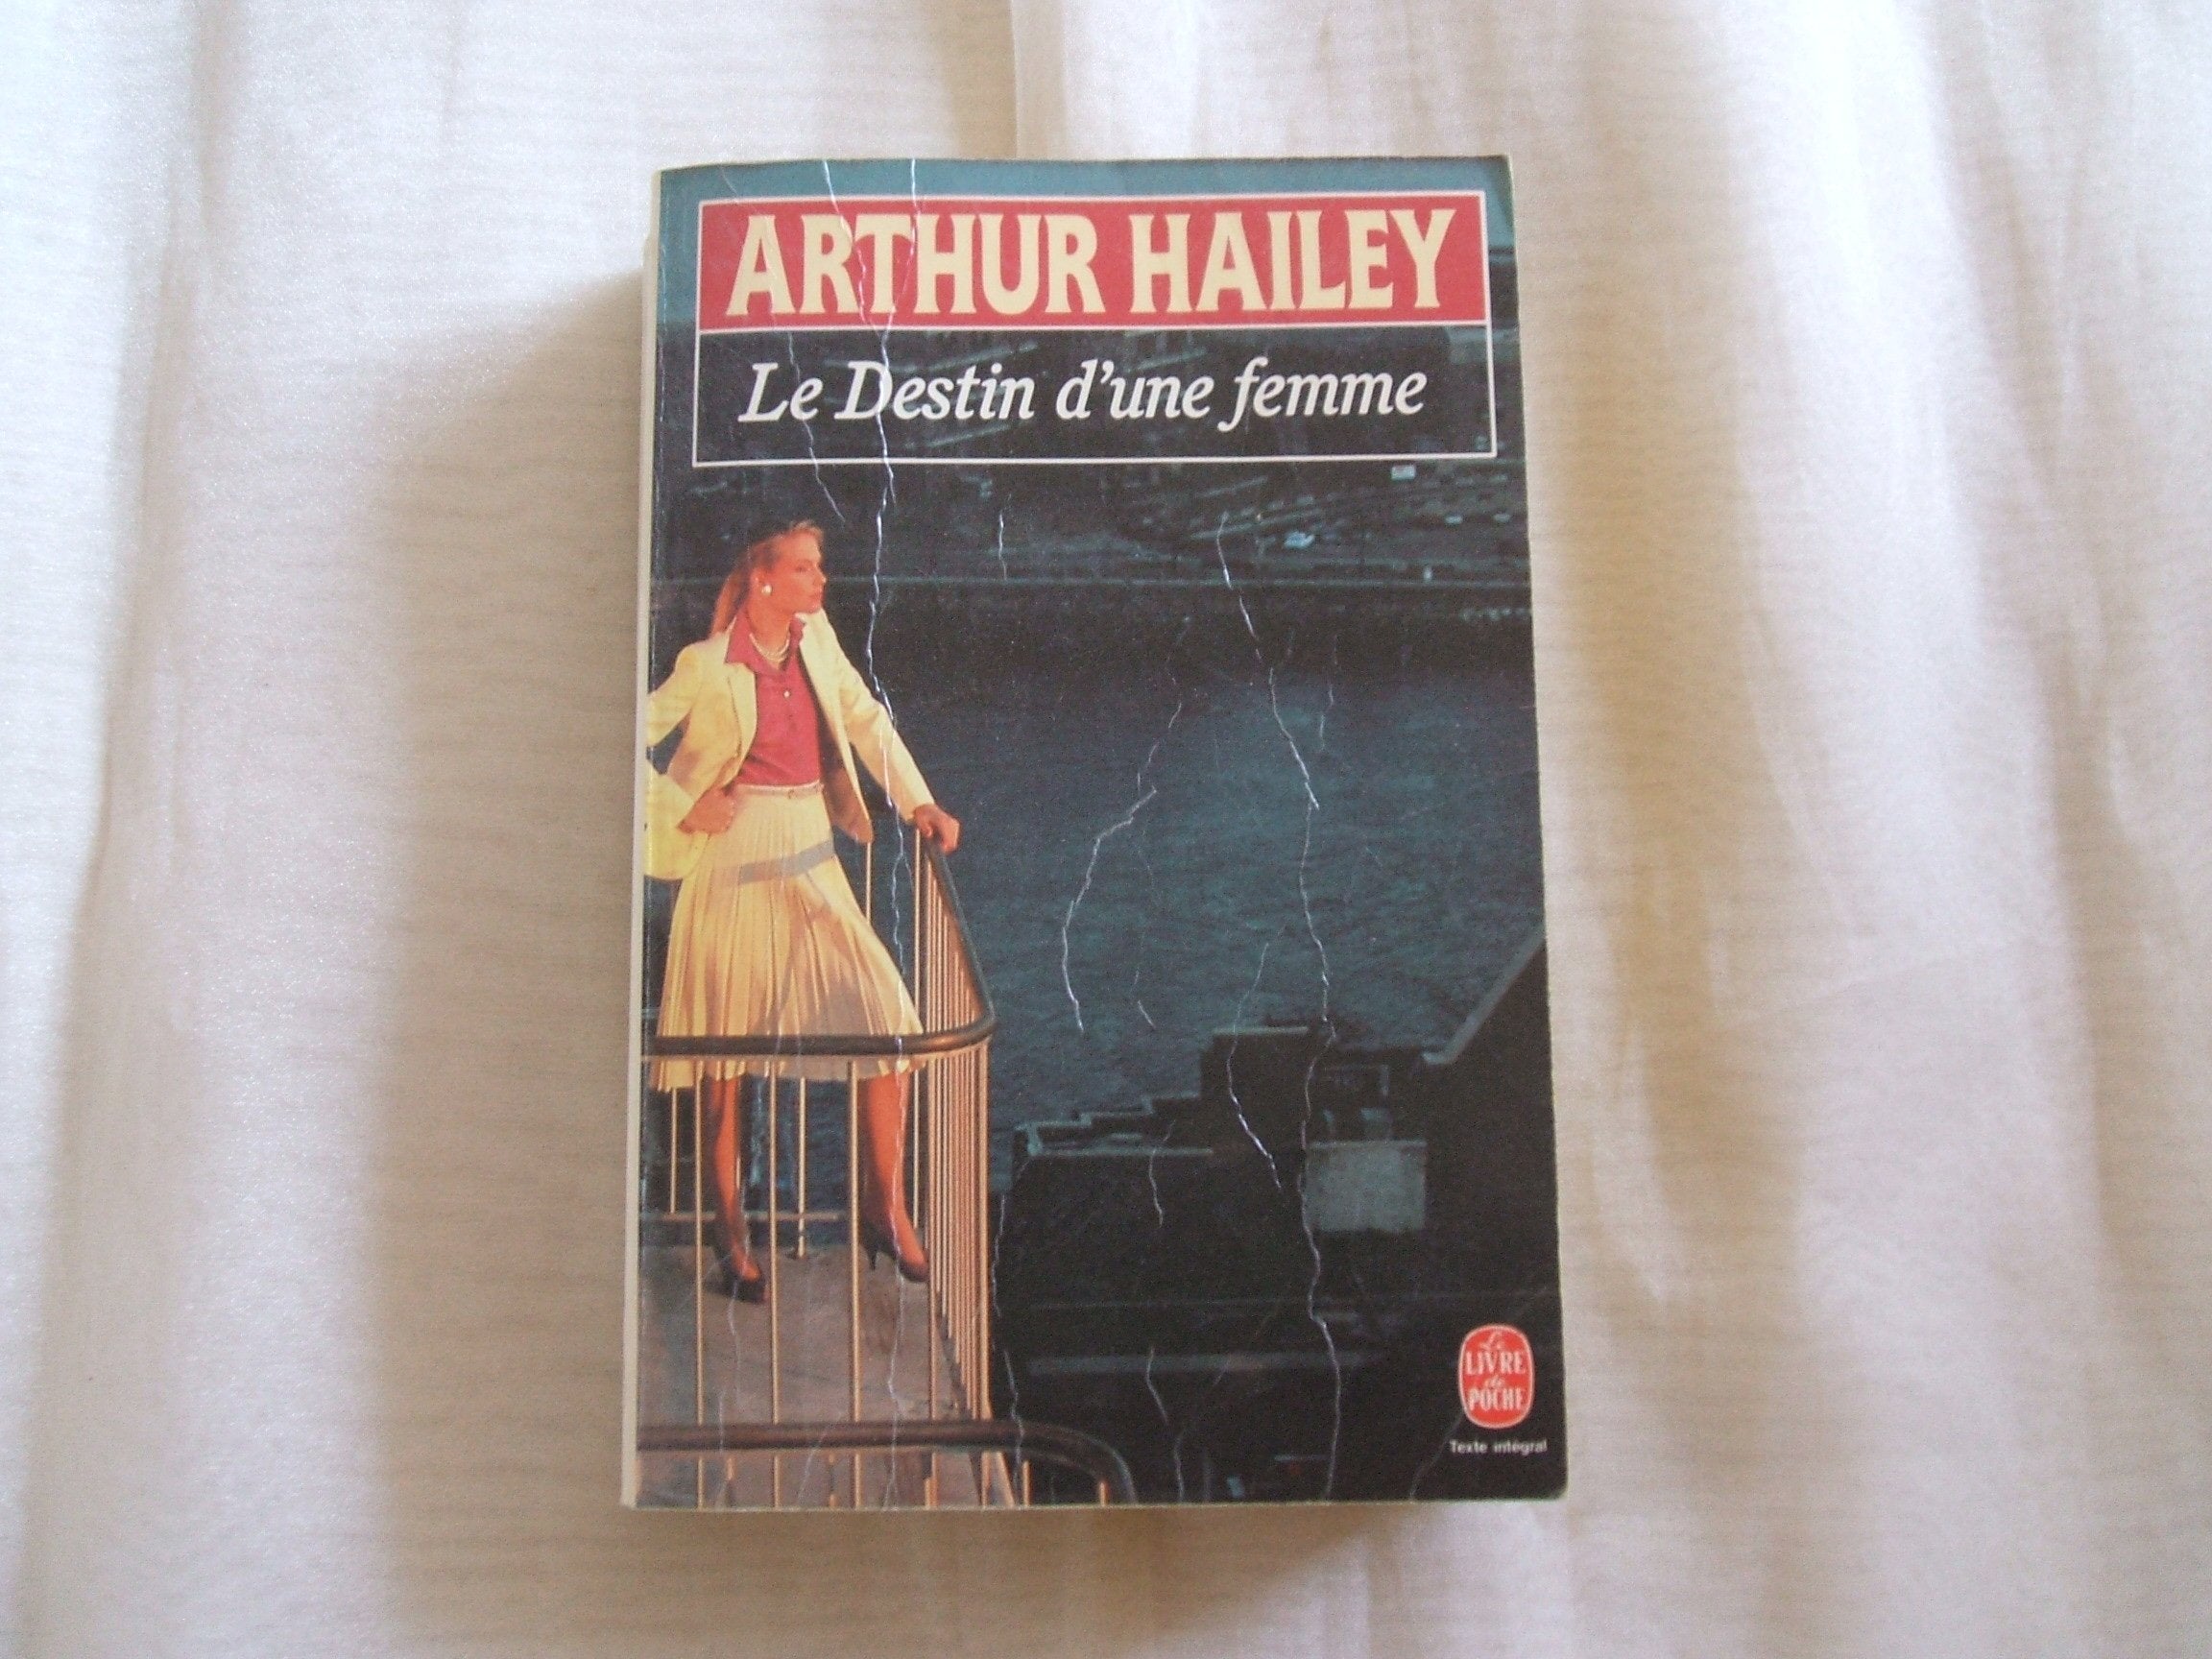 ARTHUR HAILEY
Le Destin d'une femme
Le
LIVRE
de
POCHE
Texte intégral